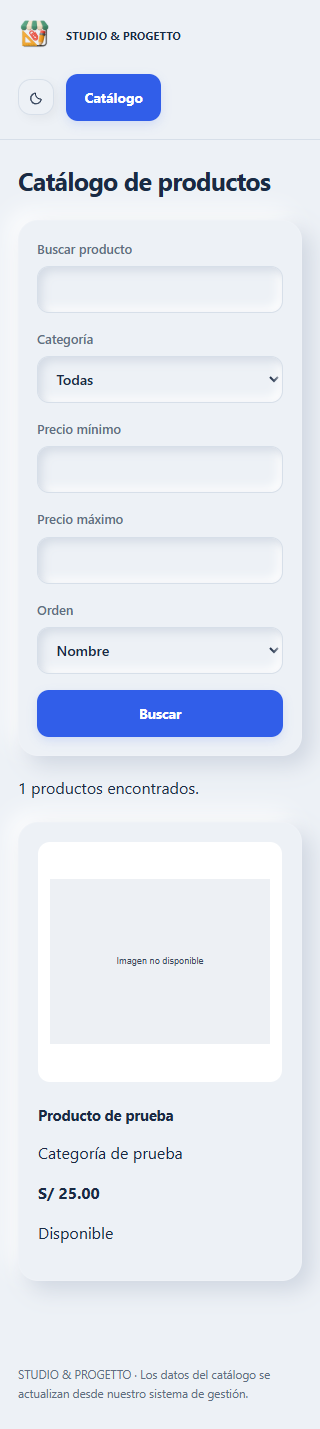 STUDIO & PROGETTO
Catálogo
Catálogo de productos
Buscar producto
Categoría
Todas
Precio mínimo
Precio máximo
Orden
Nombre
Buscar
1 productos encontrados.
Imagen no disponible
Producto de prueba
Categoría de prueba
S/ 25.00
Disponible
STUDIO & PROGETTO · Los datos del catálogo se
actualizan desde nuestro sistema de gestión.